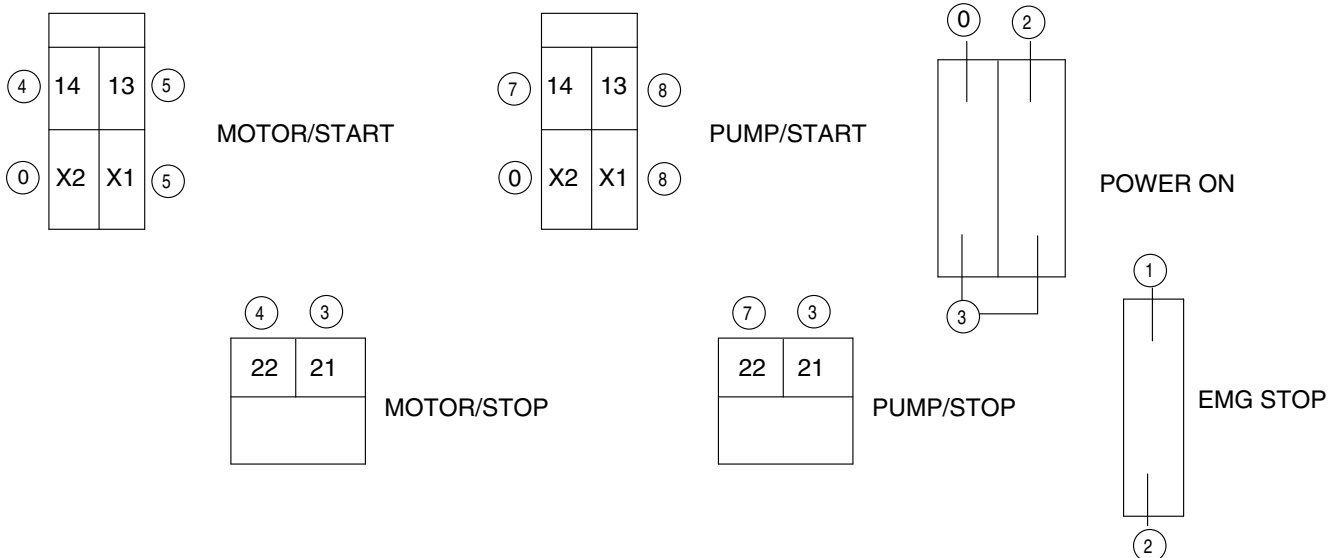 0 2
4 14 13 5
7 14 13 8
MOTOR/START
PUMP/START
0 X2 X1 5
0 X2 X1 8
POWER ON
1
4 3
7 3
3
22 21
22 21
MOTOR/STOP
PUMP/STOP
EMG STOP
2